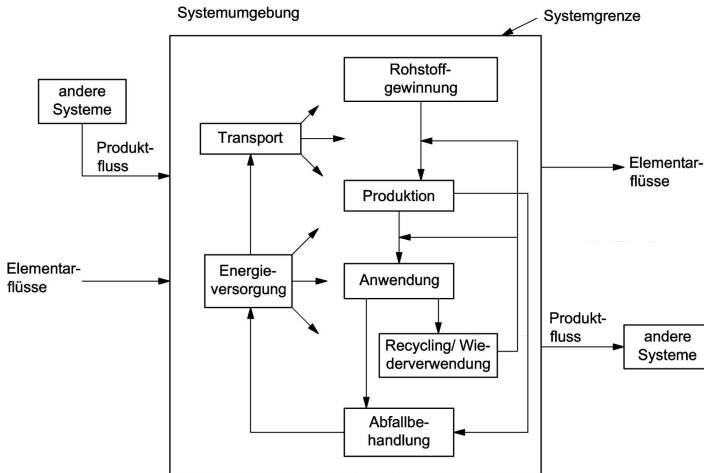 Systemumgebung
Systemgrenze
andere
Systeme
Produkt-
fluss
Elementar-
flüsse
Rohstoff-
gewinnung
Transport
Produktion
Energie-
versorgung
Anwendung
Recycling/ Wie-
derverwendung
Abfallbe-
handlung
Elementar-
flüsse
Produkt-
fluss
andere
Systeme